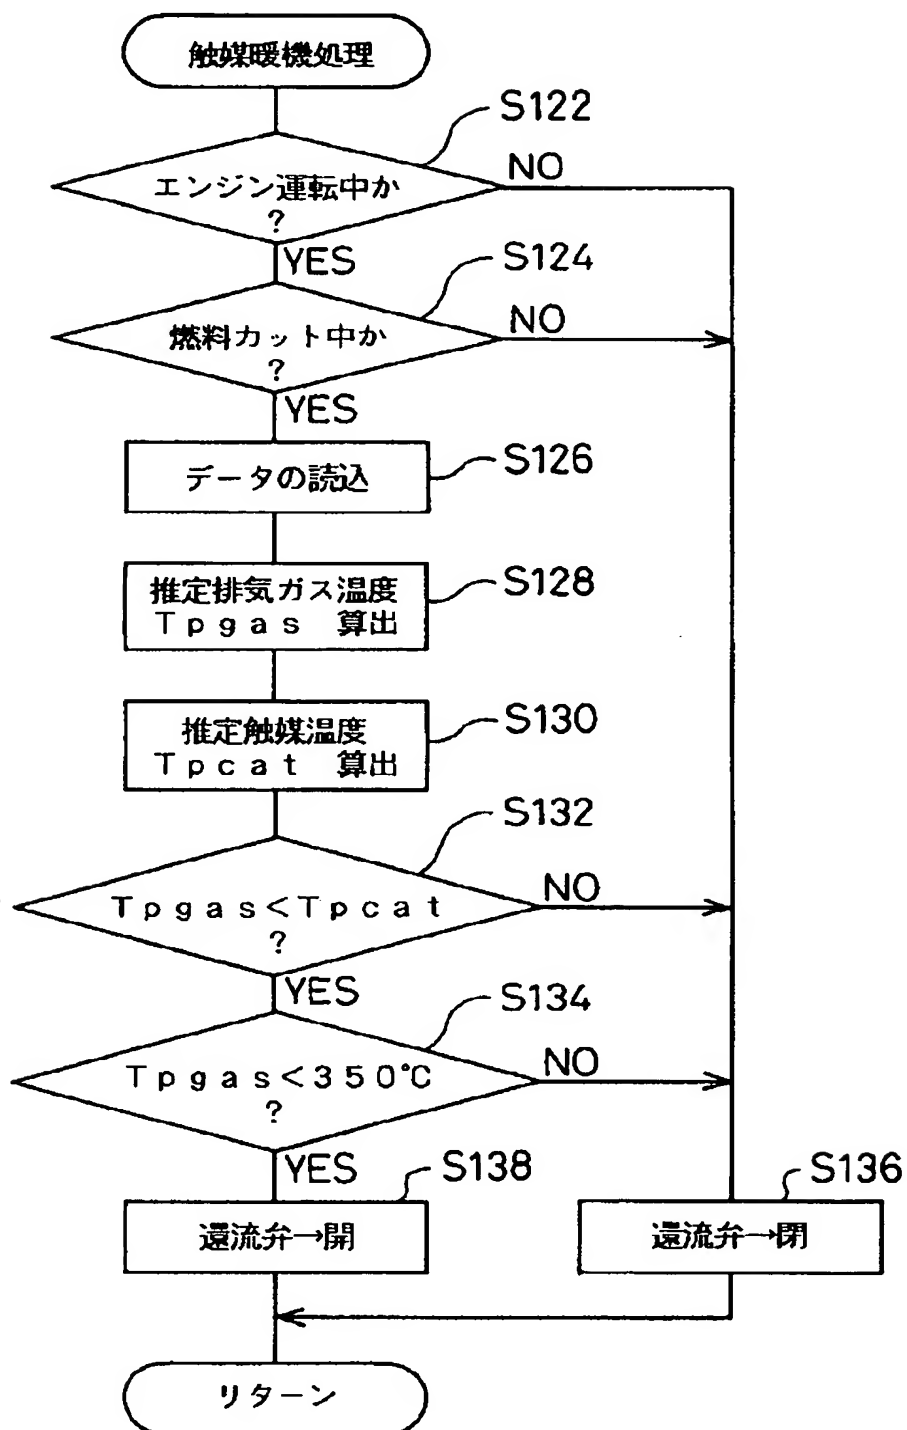 触媒暖機処理
S122
エンジン運転中か
?
NO
YES
S124
燃料カット中か
?
NO
YES
S126
データの読込
S128
推定排気ガス温度
Tpgas 算出
S130
推定触媒温度
Tpcat 算出
S132
Tpgas<Tpcat
?
NO
YES
S134
Tpgas<350℃
?
NO
YES
S138
還流弁→開
S136
還流弁→閉
リターン